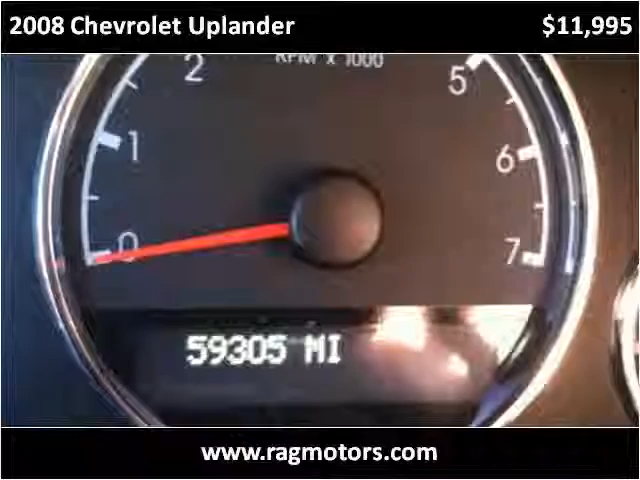 2008 Chevrolet Uplander $11,995
RPM x 1000
2 5
1 6
0 7
59305 MI
www.ragmotors.com